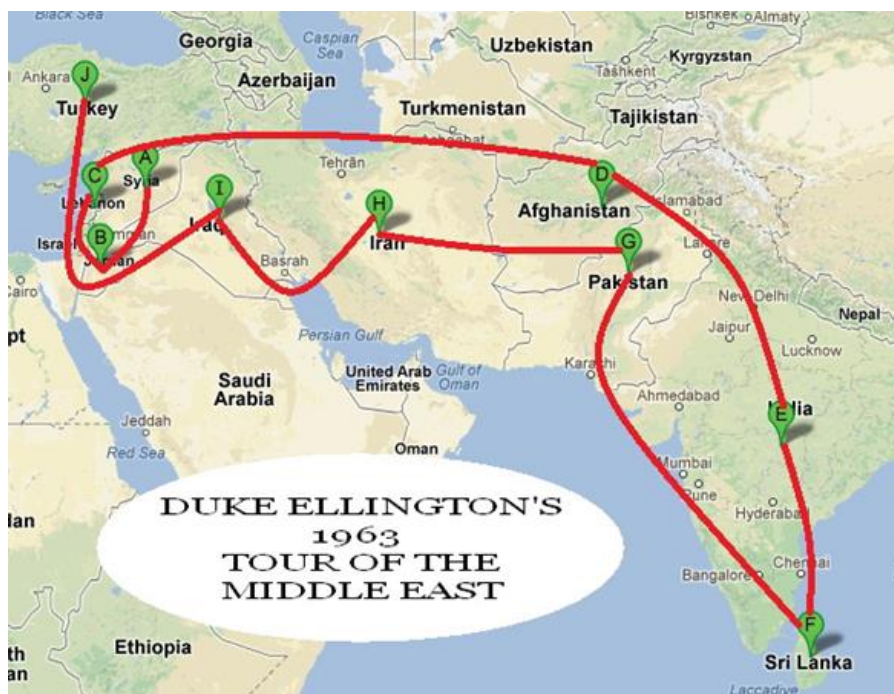 Black Sea
Bishkek
Almaty
Georgia
Caspian
Sea
Uzbekistan
Kyrgyzstan
Ankara
J
Turkey
Azerbaijan
Tashkent
Turkmenistan
Tajikistan
A
C
Syria
Tehrān
D
Lebanon
I
H
Afghanistan
Islamabad
Israel
B
Iraq
Iran
G
Lahore
Jordan
Basrah
Pakistan
New Delhi
Nepal
Cairo
Persian Gulf
Jaipur
Lucknow
United Arab
Emirates
Gulf of
Oman
Karachi
Saudi
Arabia
Ahmedabad
E
India
Jeddah
Red Sea
Oman
Mumbai
Pune
Hyderabad
DUKE ELLINGTON'S
1963
TOUR OF THE
MIDDLE EAST
Bangalore
Chennai
F
Ethiopia
Sri Lanka
Laccadive